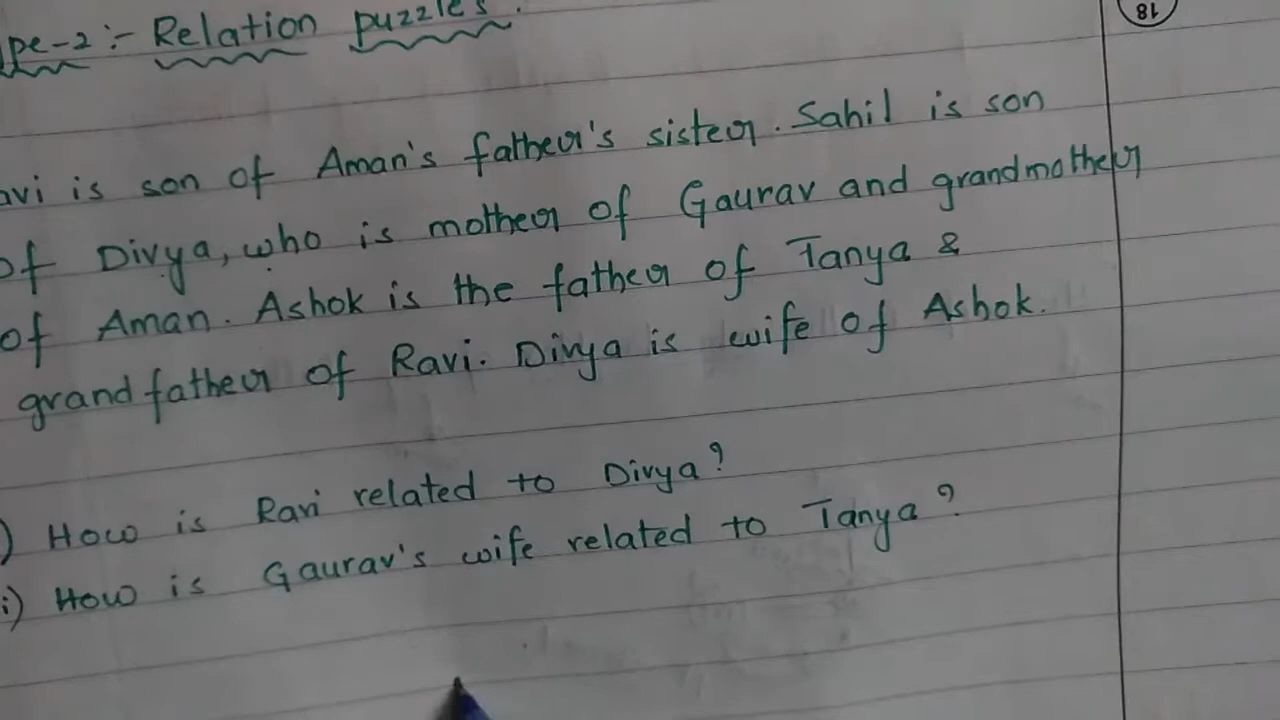 pe-2 :- Relation puzzles.
18
avi is son of Aman's father's sister. Sahil is son
of Divya, who is mother of Gaurav and grandmother
of Aman. Ashok is the father of Tanya &
grandfather of Ravi. Divya is wife of Ashok.
) How is Ravi related to Divya?
i) How is Gaurav's wife related to Tanya?